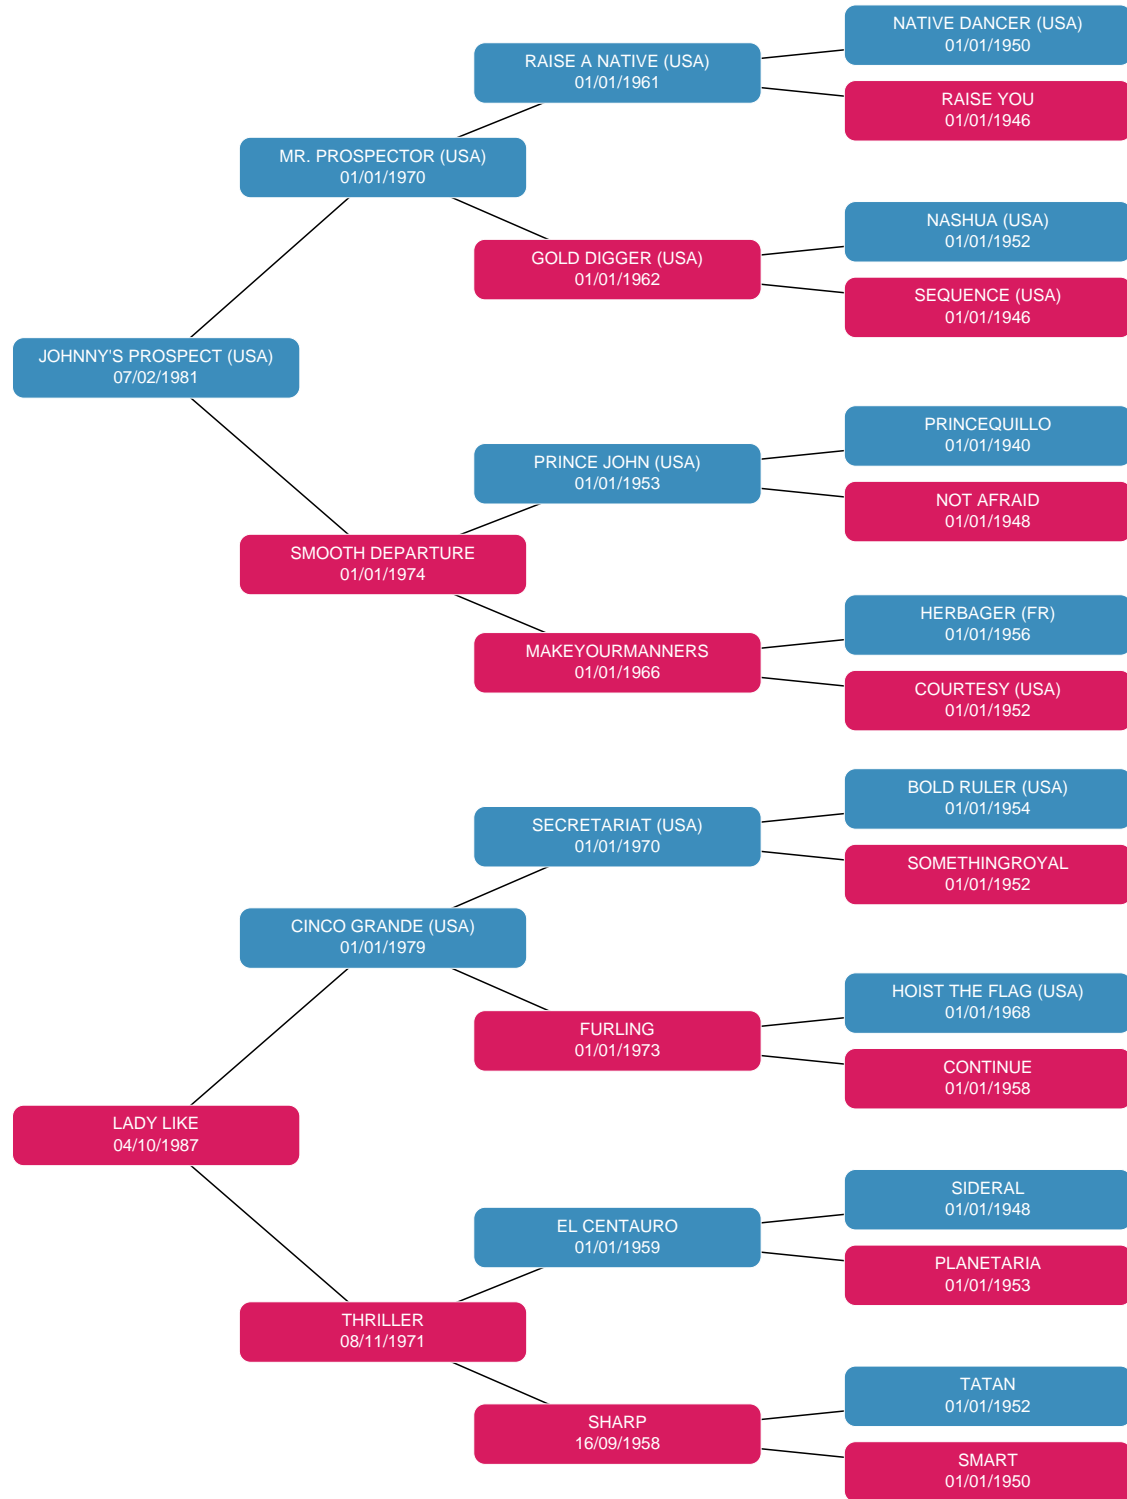 NATIVE DANCER (USA)
01/01/1950
RAISE A NATIVE (USA)
01/01/1961
RAISE YOU
01/01/1946
MR. PROSPECTOR (USA)
01/01/1970
NASHUA (USA)
01/01/1952
GOLD DIGGER (USA)
01/01/1962
SEQUENCE (USA)
01/01/1946
JOHNNY'S PROSPECT (USA)
07/02/1981
PRINCEQUILLO
01/01/1940
PRINCE JOHN (USA)
01/01/1953
NOT AFRAID
01/01/1948
SMOOTH DEPARTURE
01/01/1974
HERBAGER (FR)
01/01/1956
MAKEYOURMANNERS
01/01/1966
COURTESY (USA)
01/01/1952
BOLD RULER (USA)
01/01/1954
SECRETARIAT (USA)
01/01/1970
SOMETHINGROYAL
01/01/1952
CINCO GRANDE (USA)
01/01/1979
HOIST THE FLAG (USA)
01/01/1968
FURLING
01/01/1973
CONTINUE
01/01/1958
LADY LIKE
04/10/1987
SIDERAL
01/01/1948
EL CENTAURO
01/01/1959
PLANETARIA
01/01/1953
THRILLER
08/11/1971
TATAN
01/01/1952
SHARP
16/09/1958
SMART
01/01/1950